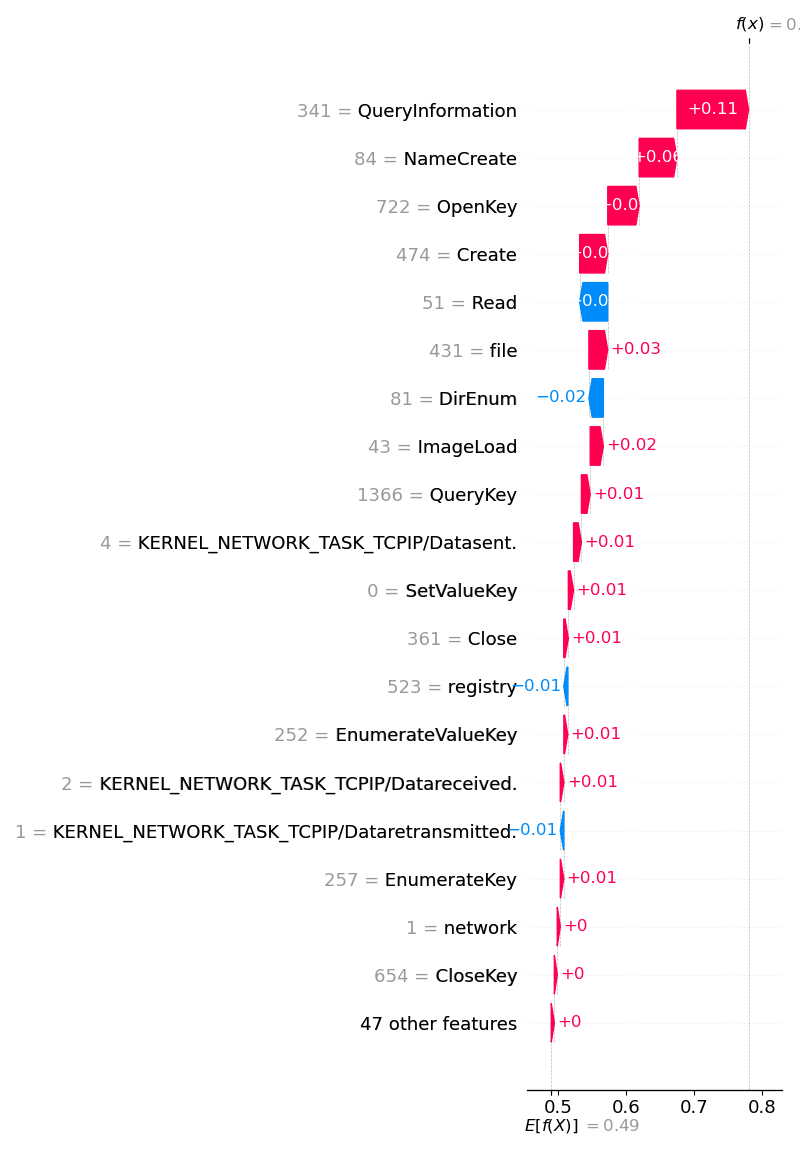 f(x) = 0.
341 = QueryInformation +0.11
84 = NameCreate +0.06
722 = OpenKey
474 = Create
51 = Read
431 = file +0.03
81 = DirEnum −0.02
43 = ImageLoad +0.02
1366 = QueryKey +0.01
4 = KERNEL_NETWORK_TASK_TCPIP/Datasent. +0.01
0 = SetValueKey +0.01
361 = Close +0.01
523 = registry −0.01
252 = EnumerateValueKey +0.01
2 = KERNEL_NETWORK_TASK_TCPIP/Datareceived. +0.01
1 = KERNEL_NETWORK_TASK_TCPIP/Dataretransmitted. −0.01
257 = EnumerateKey +0.01
1 = network +0
654 = CloseKey +0
47 other features +0
0.5 0.6 0.7 0.8
E[f(X)] = 0.49